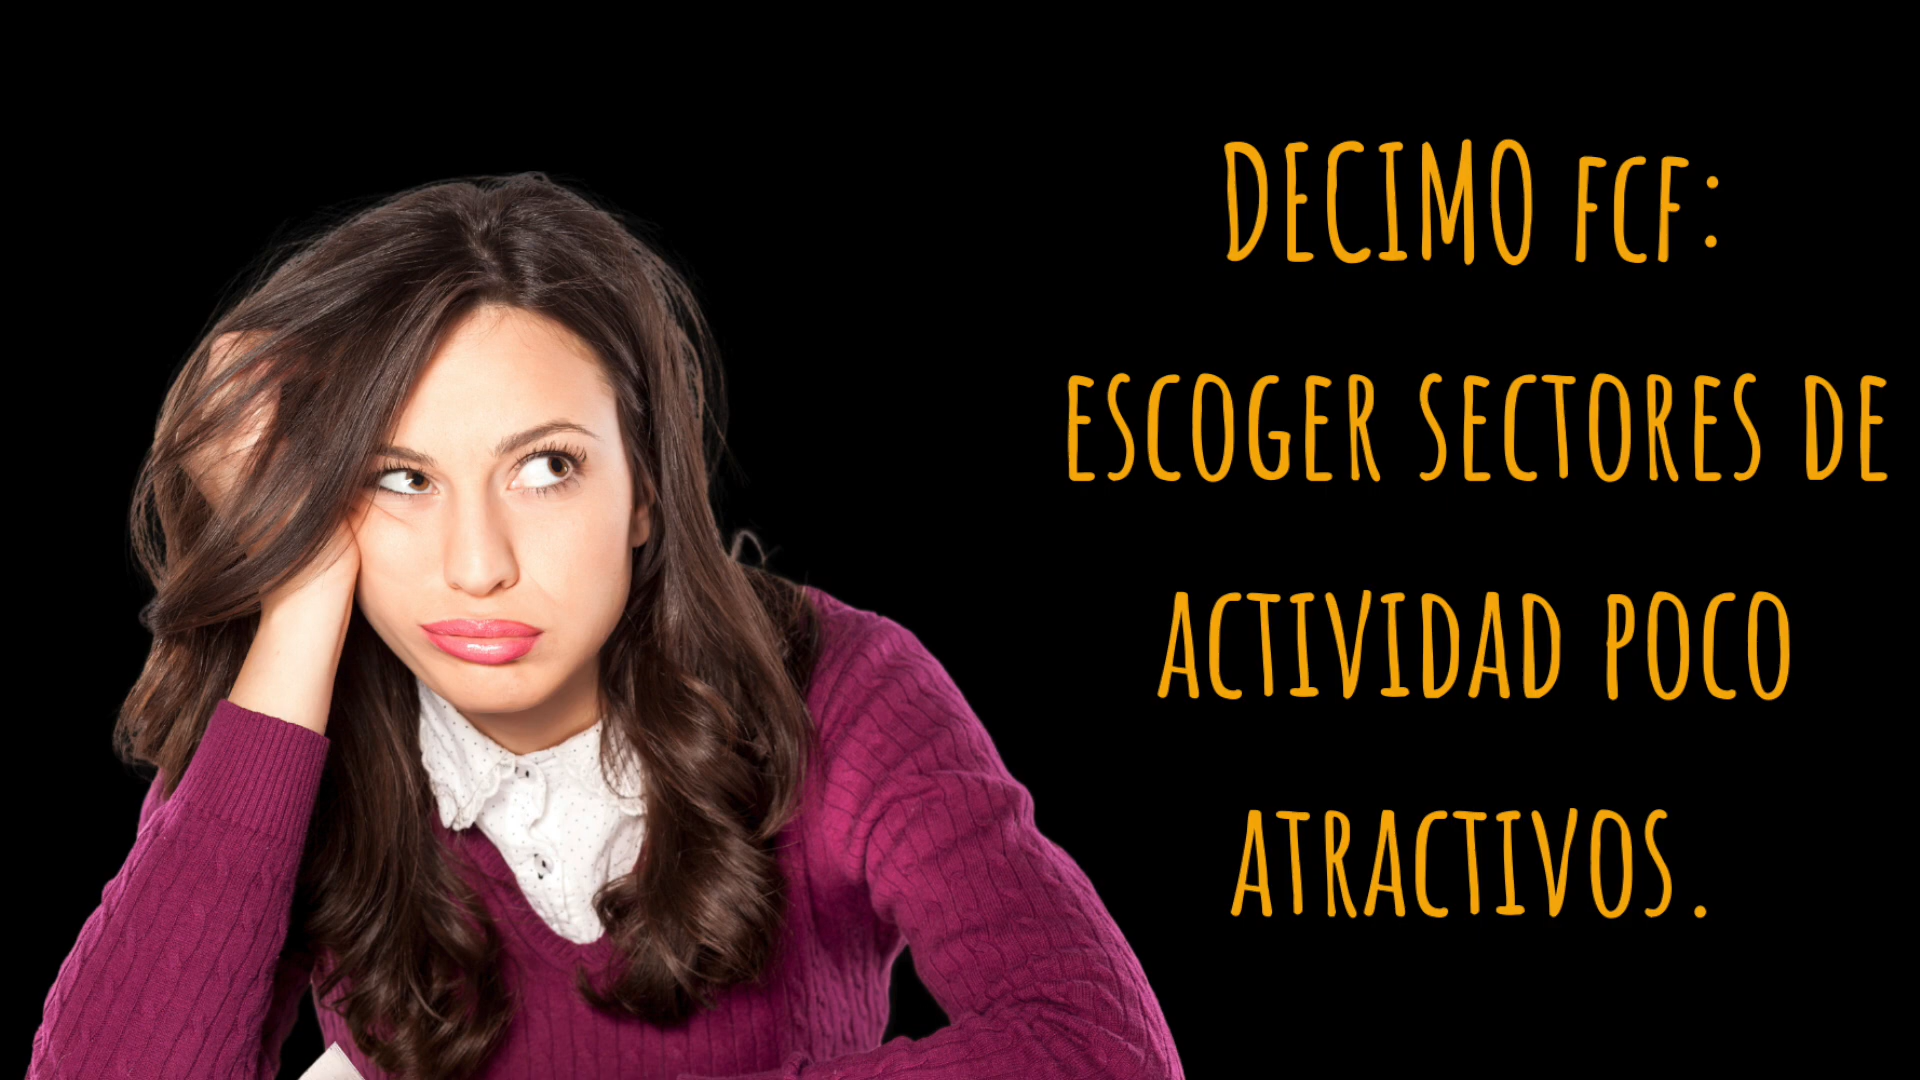 DECIMO FCF:
ESCOGER SECTORES DE
ACTIVIDAD POCO
ATRACTIVOS.